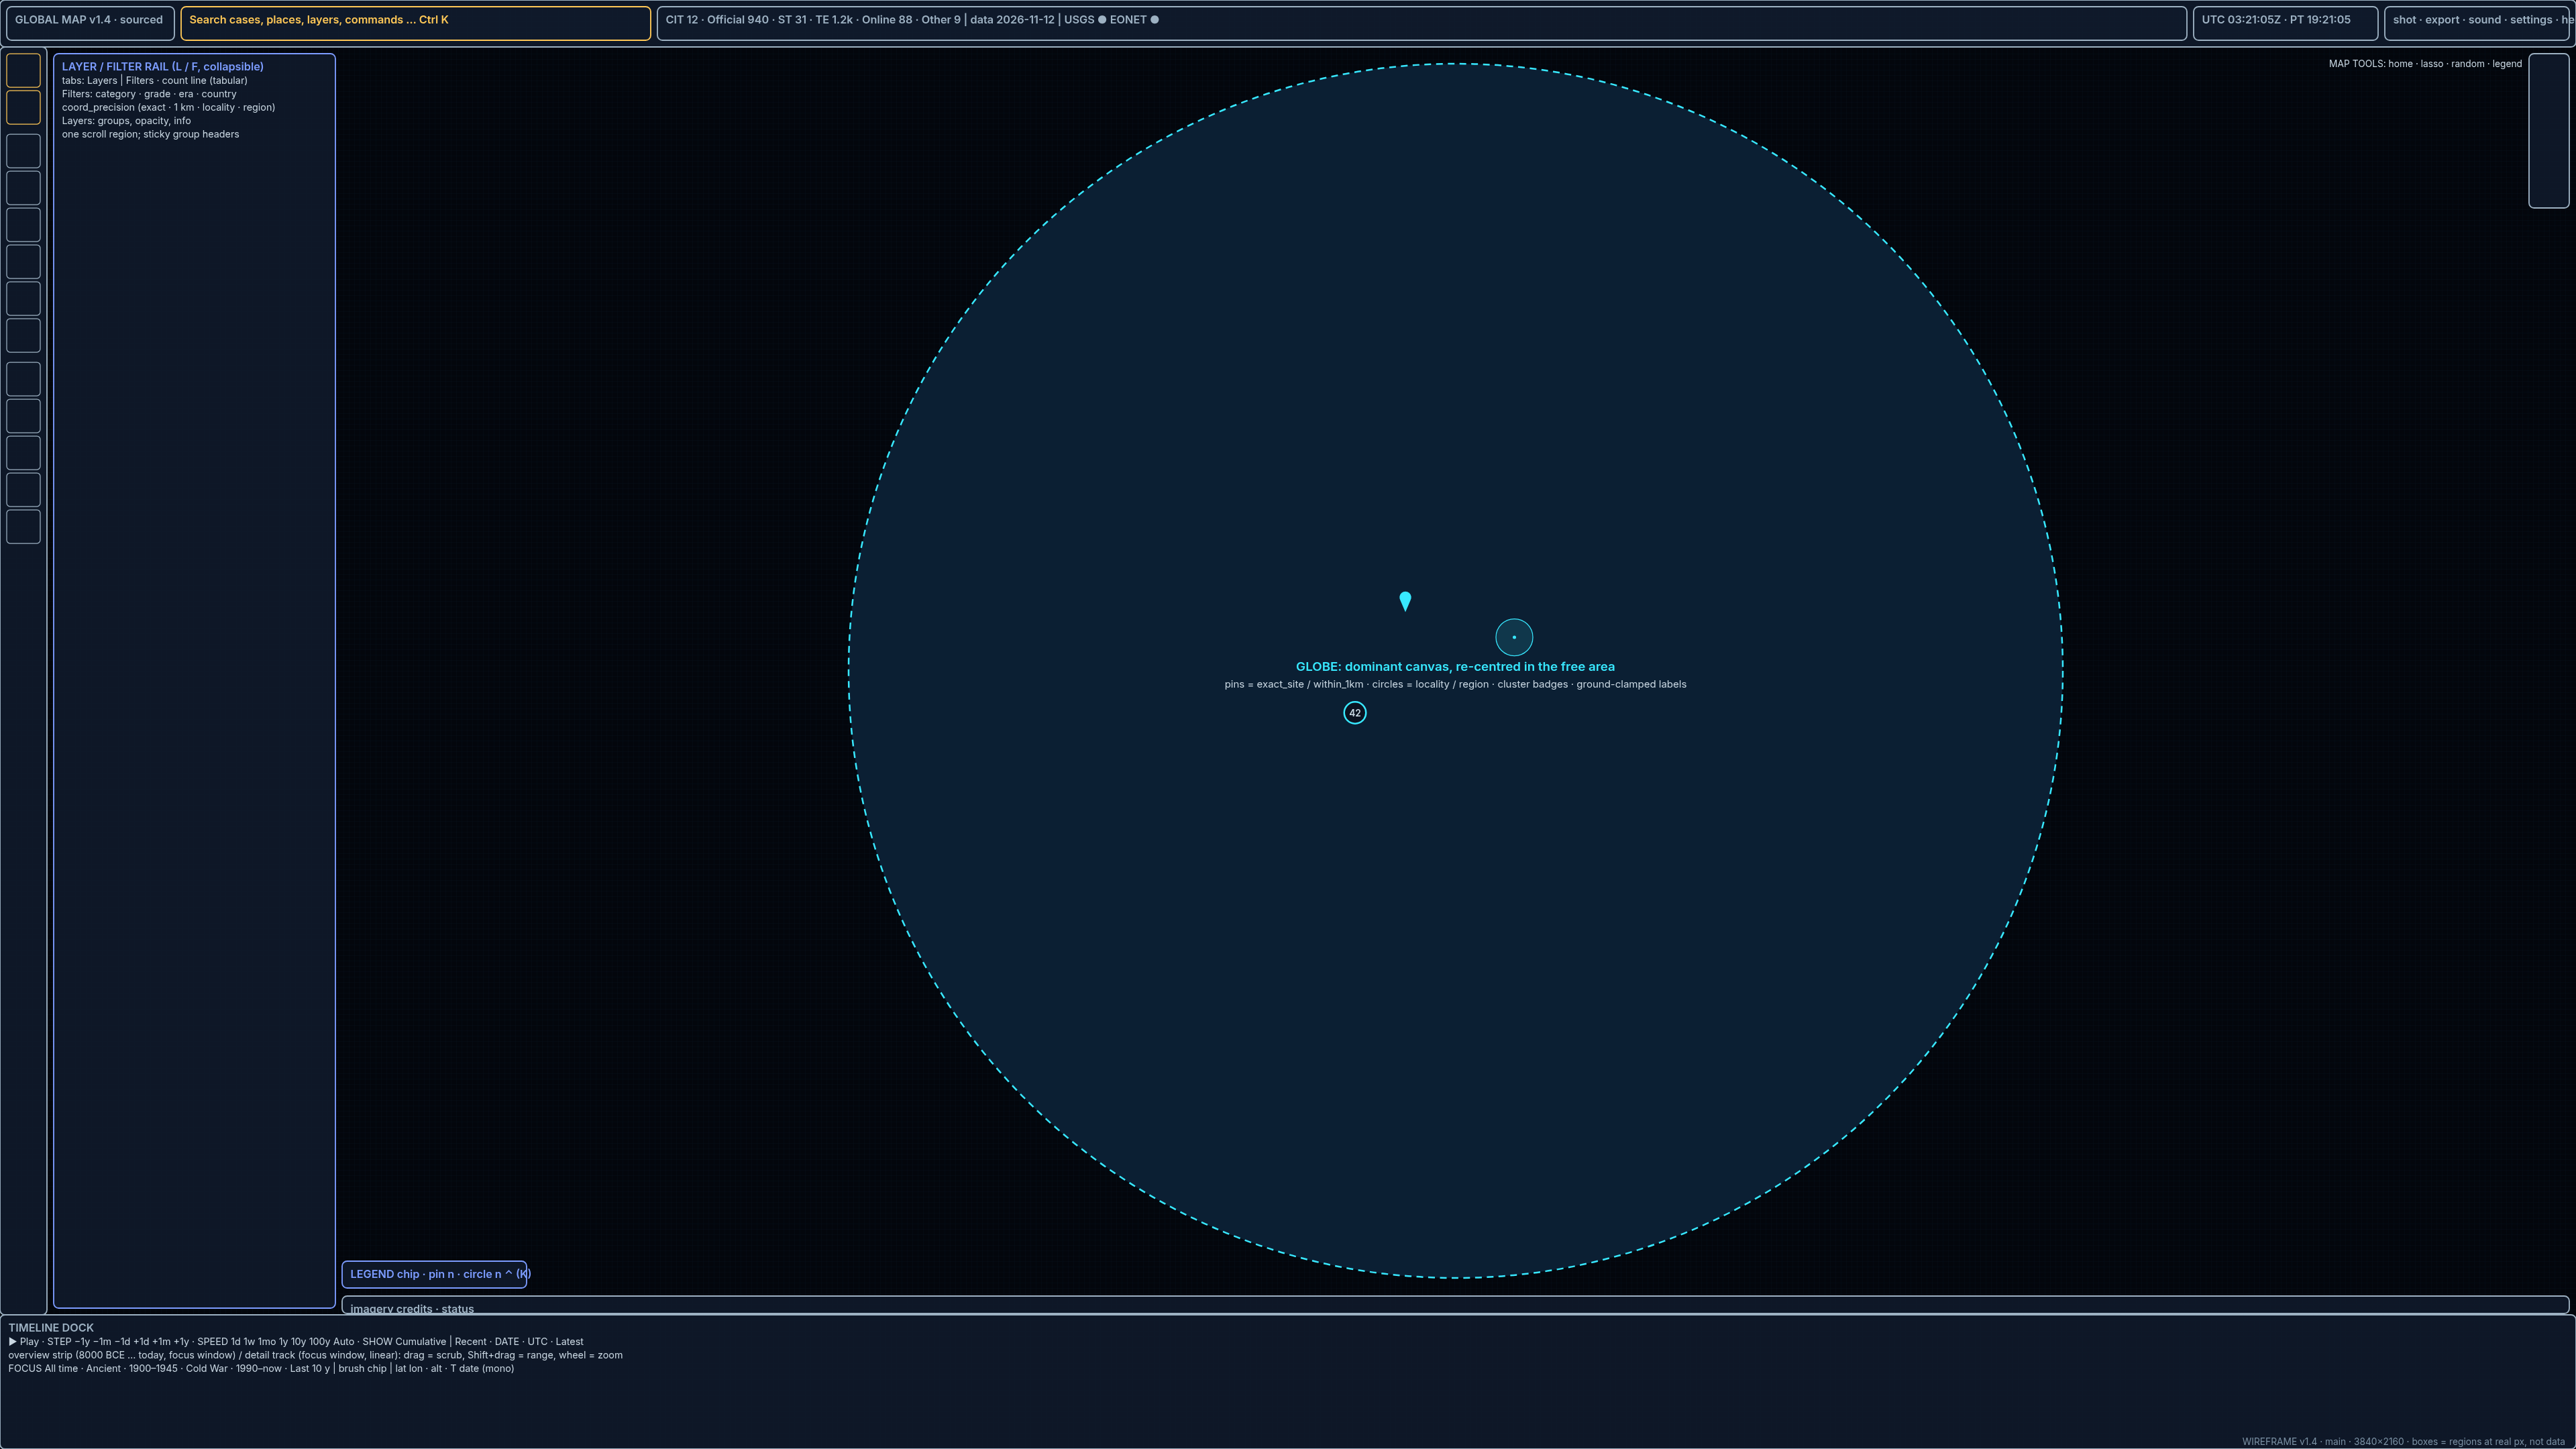 GLOBAL MAP v1.4 · sourced
Search cases, places, layers, commands ... Ctrl K
CIT 12 · Official 940 · ST 31 · TE 1.2k · Online 88 · Other 9 | data 2026-11-12 | USGS ● EONET ●
UTC 03:21:05Z · PT 19:21:05
shot · export · sound · settings · he
LAYER / FILTER RAIL (L / F, collapsible)
tabs: Layers | Filters · count line (tabular)
Filters: category · grade · era · country
coord_precision (exact · 1 km · locality · region)
Layers: groups, opacity, info
one scroll region; sticky group headers
MAP TOOLS: home · lasso · random · legend
GLOBE: dominant canvas, re-centred in the free area
pins = exact_site / within_1km · circles = locality / region · cluster badges · ground-clamped labels
42
LEGEND chip · pin n · circle n ^ (K)
imagery credits · status
TIMELINE DOCK
▶ Play · STEP −1y −1m −1d +1d +1m +1y · SPEED 1d 1w 1mo 1y 10y 100y Auto · SHOW Cumulative | Recent · DATE · UTC · Latest
overview strip (8000 BCE ... today, focus window) / detail track (focus window, linear): drag = scrub, Shift+drag = range, wheel = zoom
FOCUS All time · Ancient · 1900–1945 · Cold War · 1990–now · Last 10 y | brush chip | lat lon · alt · T date (mono)
WIREFRAME v1.4 · main · 3840×2160 · boxes = regions at real px, not data